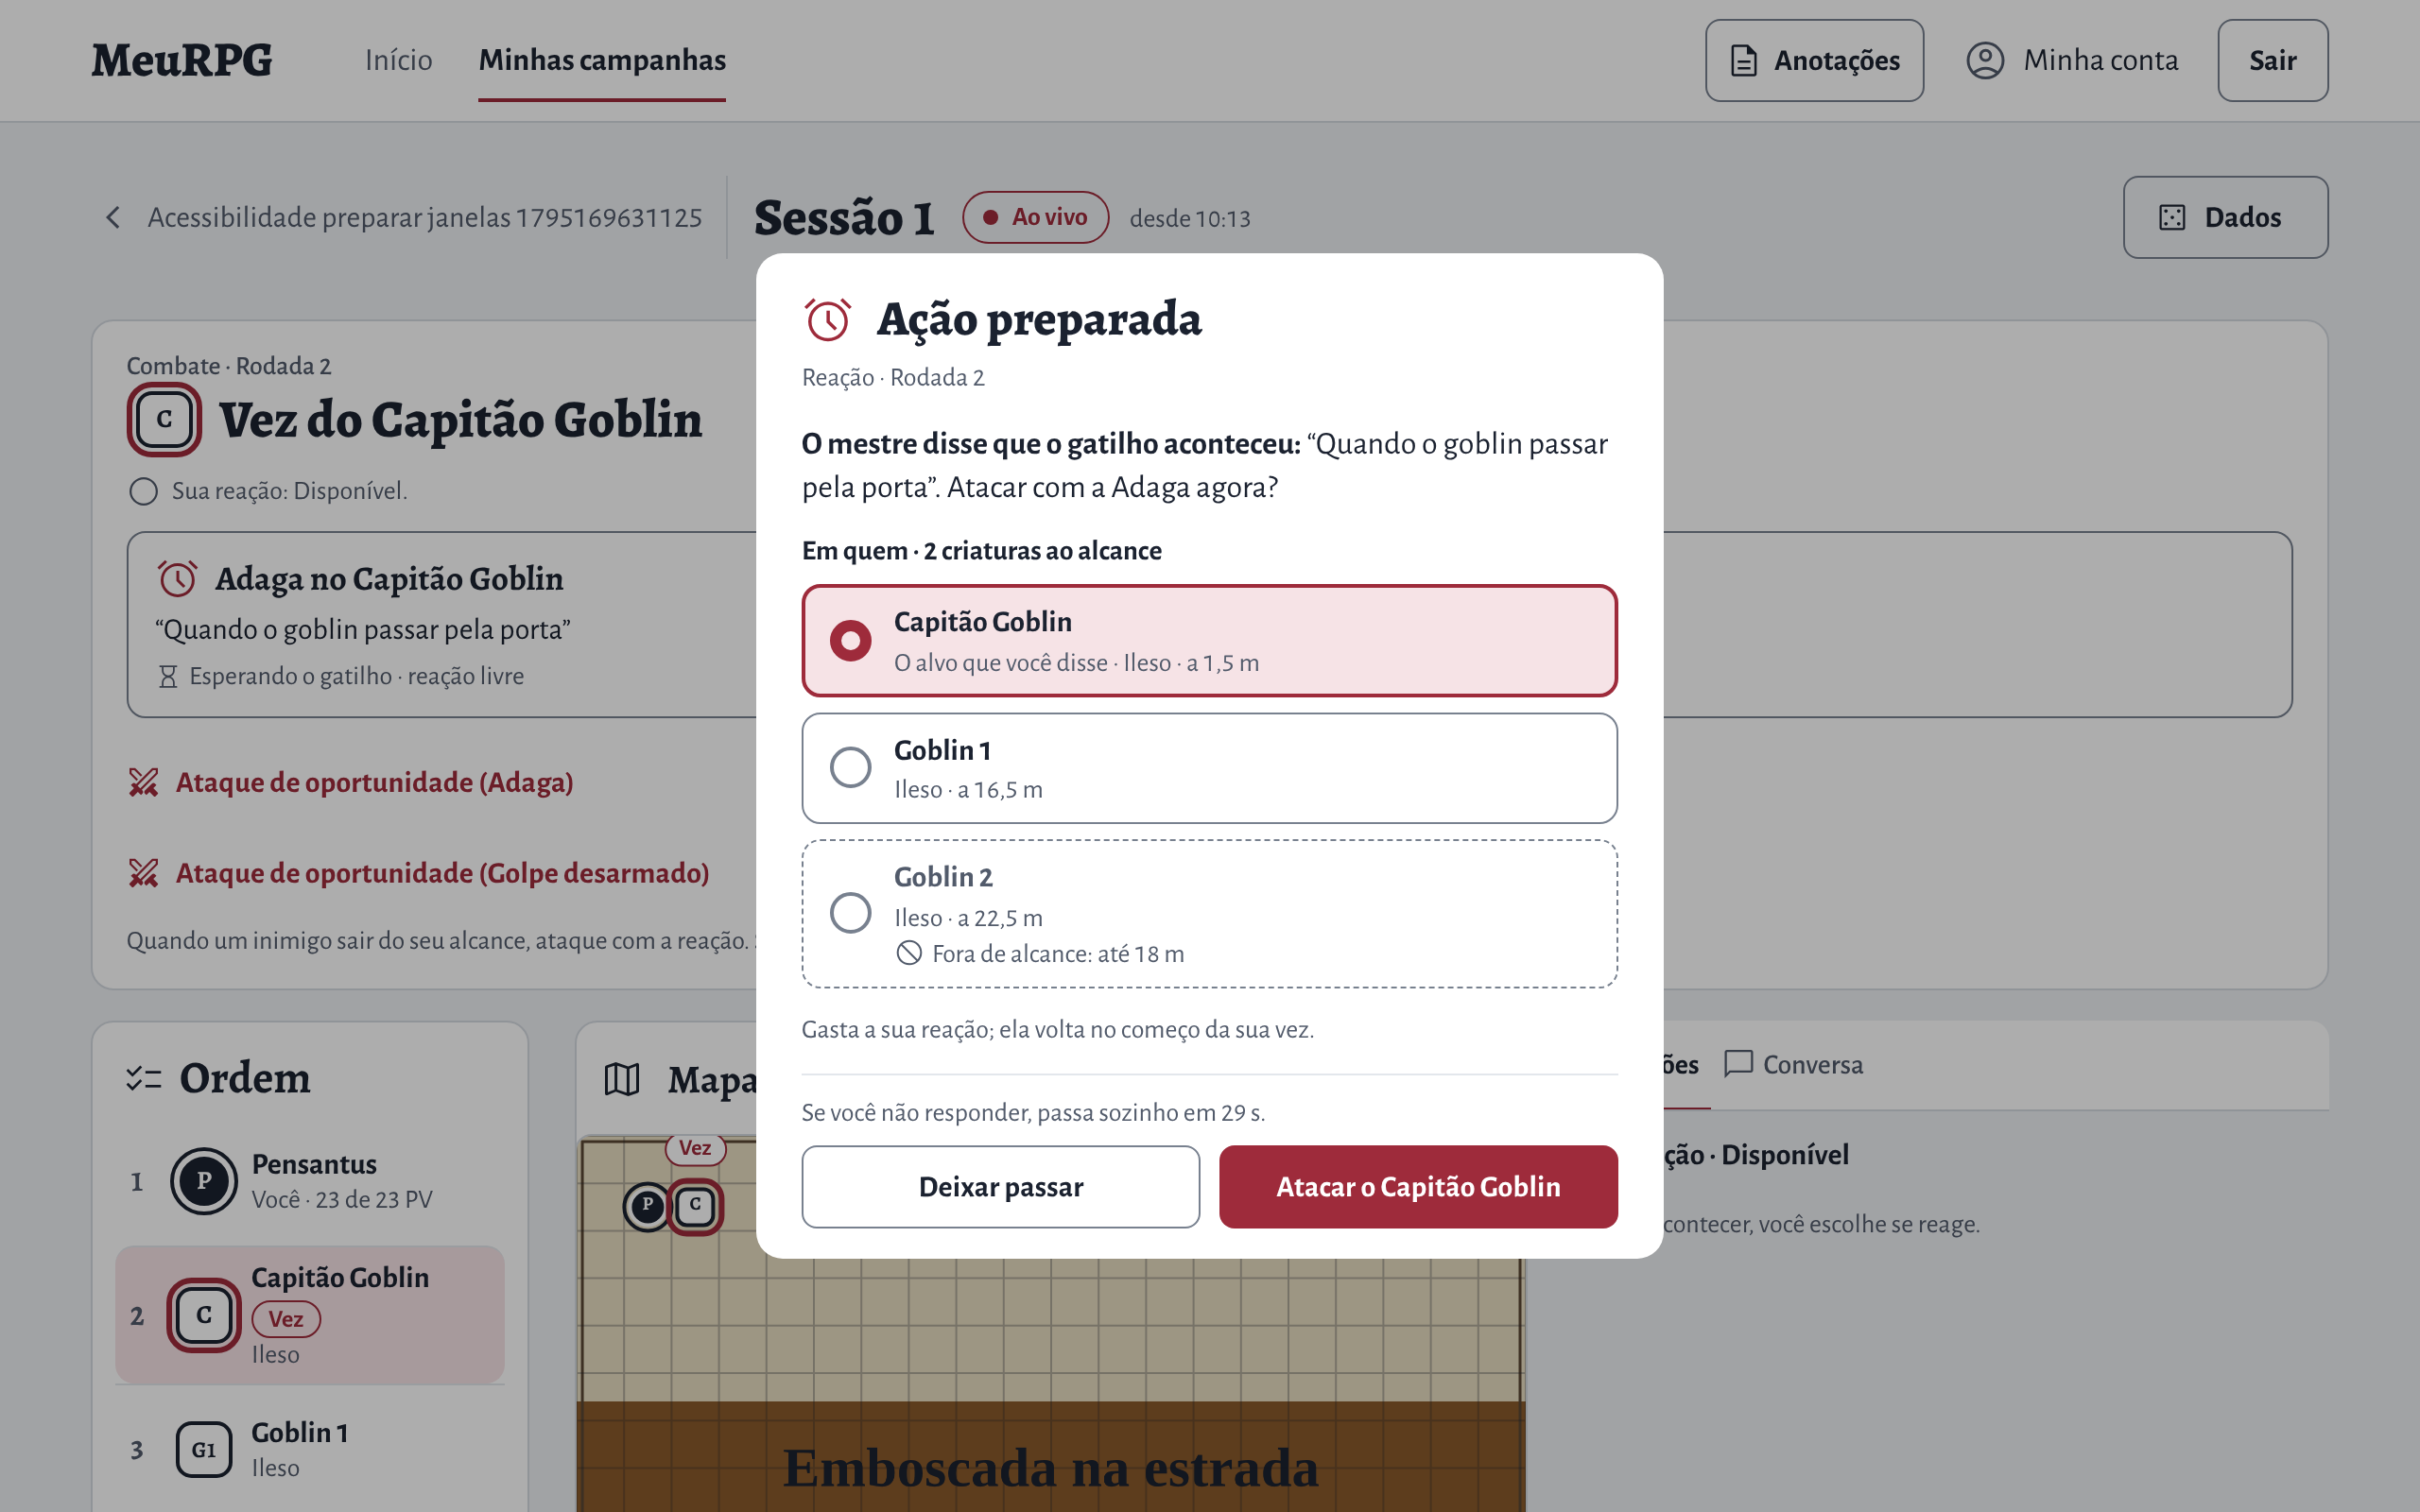 MeuRPG
Início
Minhas campanhas
Anotações
Minha conta
Sair
Acessibilidade preparar janelas 1795169631125
Sessão 1
Ao vivo
desde 10:13
Dados
Combate · Rodada 2
C
Vez do Capitão Goblin
Sua reação: Disponível.
Adaga no Capitão Goblin
“Quando o goblin passar pela porta”
Esperando o gatilho · reação livre
Ataque de oportunidade (Adaga)
Ataque de oportunidade (Golpe desarmado)
Quando um inimigo sair do seu alcance, ataque com a reação.
Ação preparada
Reação · Rodada 2
O mestre disse que o gatilho aconteceu: “Quando o goblin passar
pela porta”. Atacar com a Adaga agora?
Em quem · 2 criaturas ao alcance
Capitão Goblin
O alvo que você disse · Ileso · a 1,5 m
Goblin 1
Ileso · a 16,5 m
Goblin 2
Ileso · a 22,5 m
Fora de alcance: até 18 m
Gasta a sua reação; ela volta no começo da sua vez.
Se você não responder, passa sozinho em 29 s.
Deixar passar
Atacar o Capitão Goblin
Ordem
1
P
Pensantus
Você · 23 de 23 PV
2
C
Capitão Goblin
Vez
Ileso
3
G1
Goblin 1
Ileso
Mapa
Vez
P
C
Emboscada na estrada
ões
Conversa
ção · Disponível
contecer, você escolhe se reage.